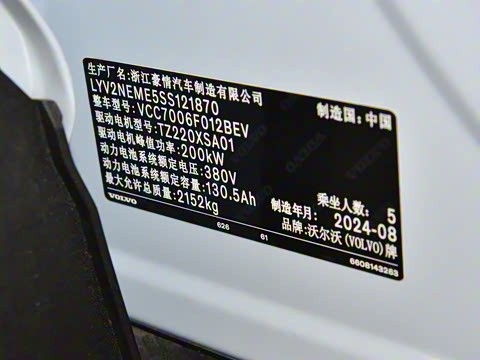 生产厂名:浙江豪情汽车制造有限公司
LYV2NEME5SS121870
制造国:中国
整车型号:VCC7006F012BEV
驱动电机型号:TZ220XSA01
驱动电机峰值功率:200kW
动力电池系统额定电压:380V
动力电池系统额定容量:130.5Ah
乘坐人数:5
最大允许总质量:2152kg
制造年月:2024-08
VOLVO
品牌:沃尔沃(VOLVO)牌
626 61
6608143263